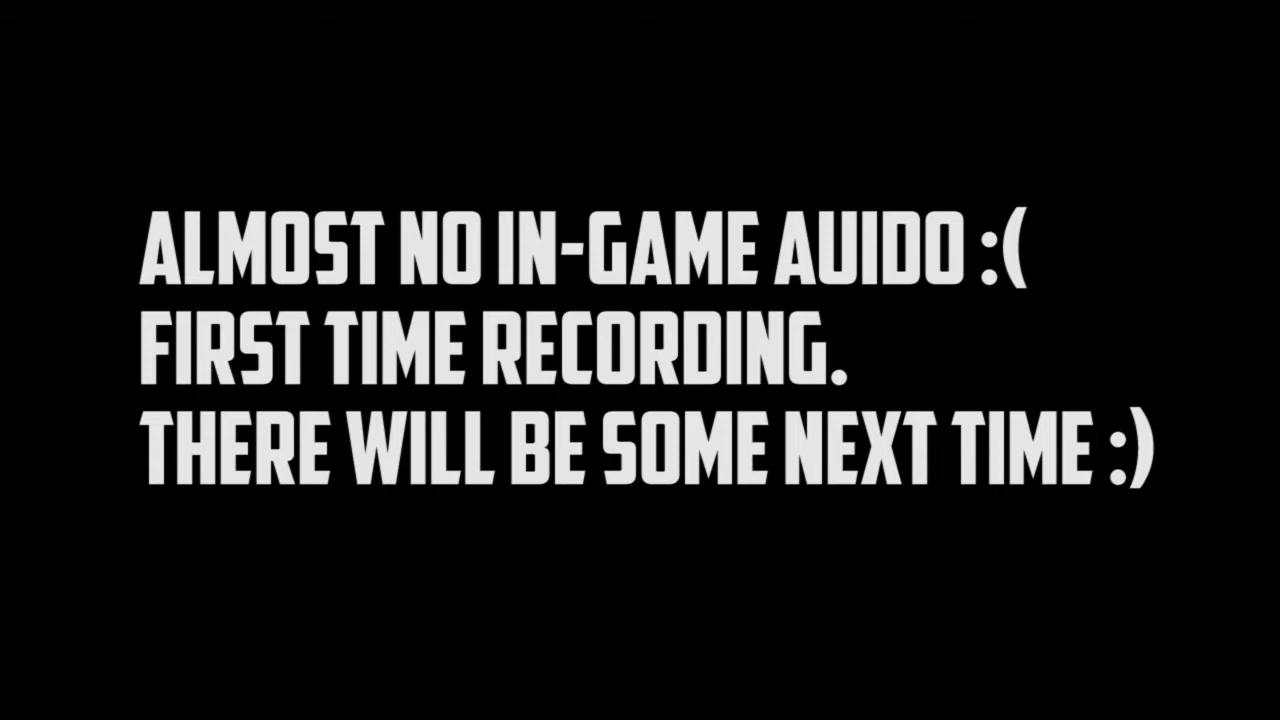 ALMOST NO IN-GAME AUIDO :(
FIRST TIME RECORDING.
THERE WILL BE SOME NEXT TIME :)